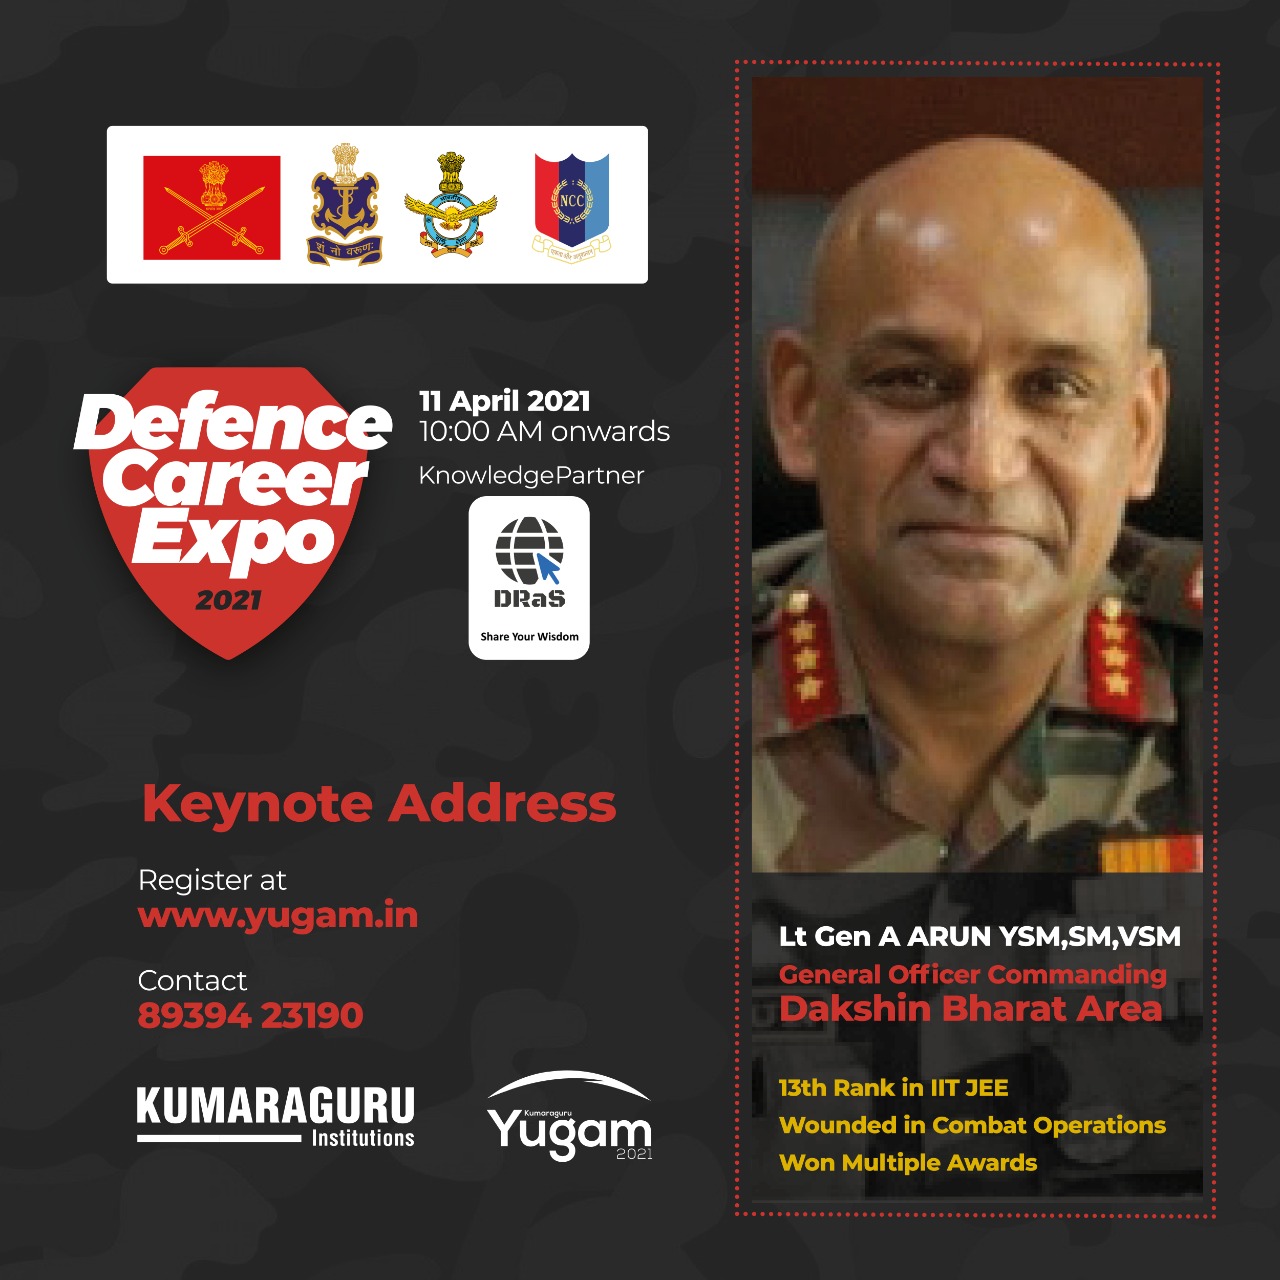 NCC
शं नो वरुणः
Defence
Career
Expo
2021
11 April 2021
10:00 AM onwards
KnowledgePartner
DRaS
Share Your Wisdom
Keynote Address
Register at
www.yugam.in
Contact
89394 23190
KUMARAGURU
Institutions
Kumaraguru
Yugam
2021
Lt Gen A ARUN YSM,SM,VSM
General Officer Commanding
Dakshin Bharat Area
13th Rank in IIT JEE
Wounded in Combat Operations
Won Multiple Awards